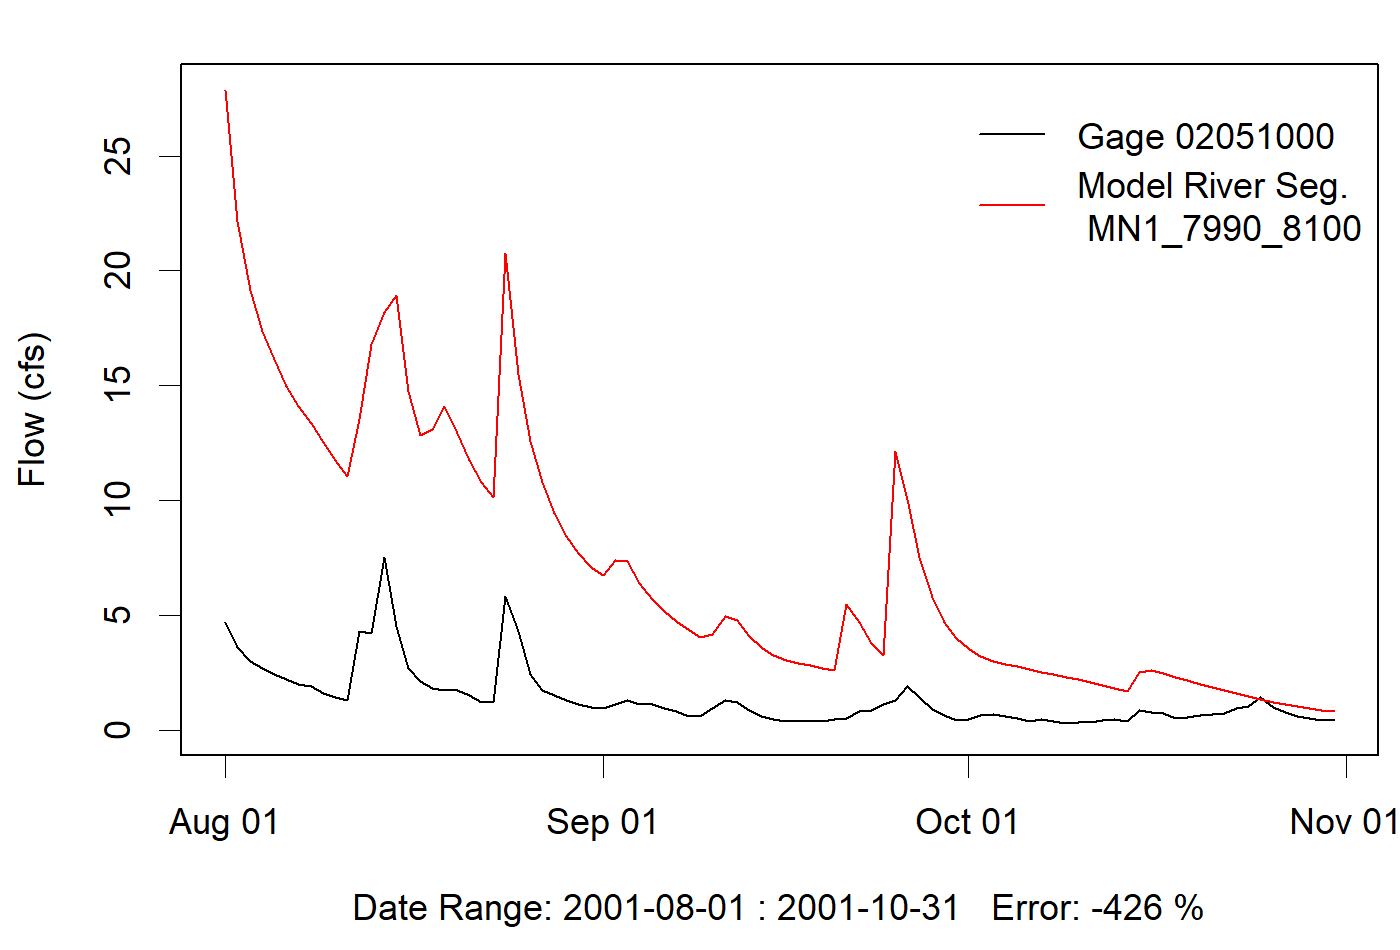 Gage 02051000
Model River Seg.
MN1_7990_8100
Flow (cfs)
25
20
15
10
5
0
Aug 01
Sep 01
Oct 01
Nov 01
Date Range: 2001-08-01 : 2001-10-31   Error: -426 %